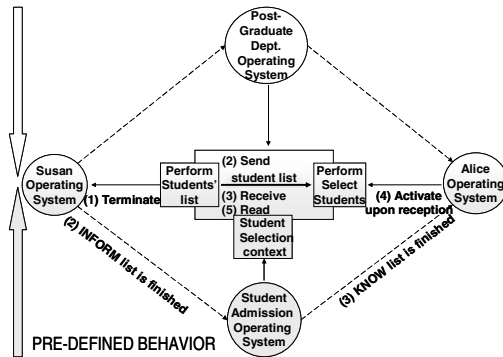 Post-
Graduate
Dept.
Operating
System
Susan
Operating
System
Perform
Students'
list
(2) Send
student list
(3) Receive
(5) Read
Perform
Select
Students
Alice
Operating
System
(1) Terminate
(4) Activate
upon reception
Student
Selection
context
(2) INFORM list is finished
(3) KNOW list is finished
Student
Admission
Operating
System
PRE-DEFINED BEHAVIOR